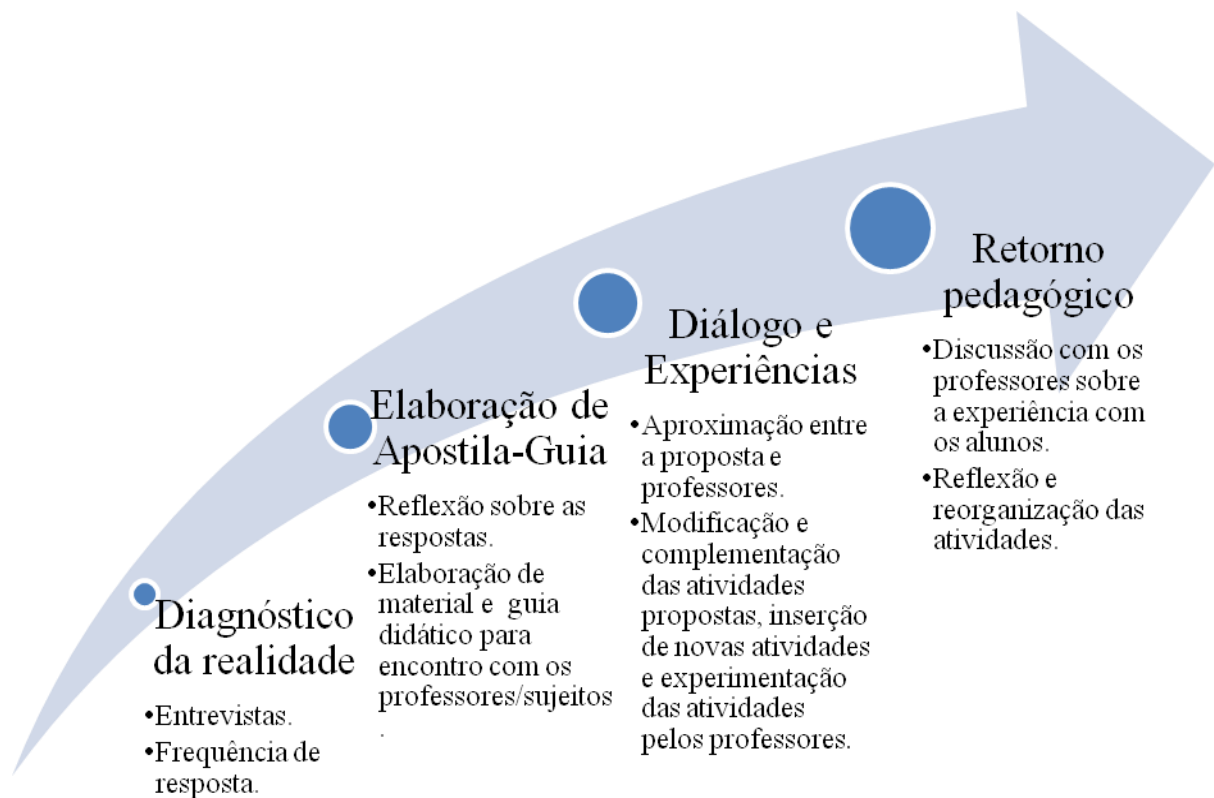 Diagnóstico
da realidade
•Entrevistas.
•Frequência de
resposta.
Elaboração de
Apostila-Guia
•Reflexão sobre as
respostas.
•Elaboração de
material e guia
didático para
encontro com os
professores/sujeitos
.
Diálogo e
Experiências
•Aproximação entre
a proposta e
professores.
•Modificação e
complementação
das atividades
propostas, inserção
de novas atividades
e experimentação
das atividades
pelos professores.
Retorno
pedagógico
•Discussão com os
professores sobre
a experiência com
os alunos.
•Reflexão e
reorganização das
atividades.